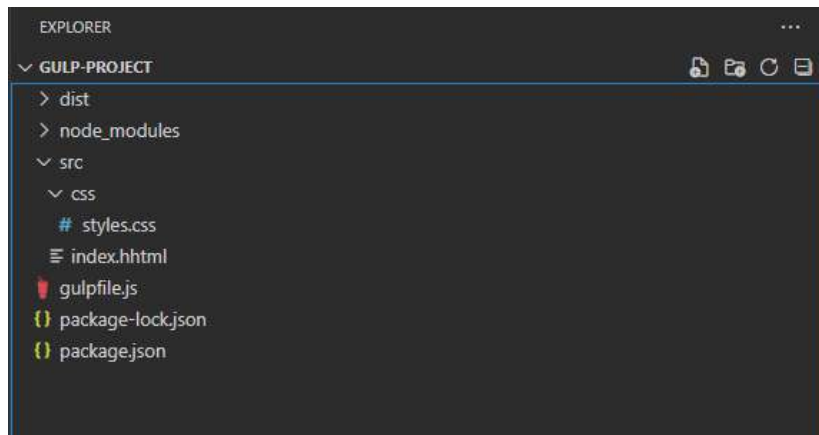 EXPLORER
GULP-PROJECT
dist
node_modules
src
css
# styles.css
index.hhtml
gulpfile.js
{} package-lock.json
{} package.json